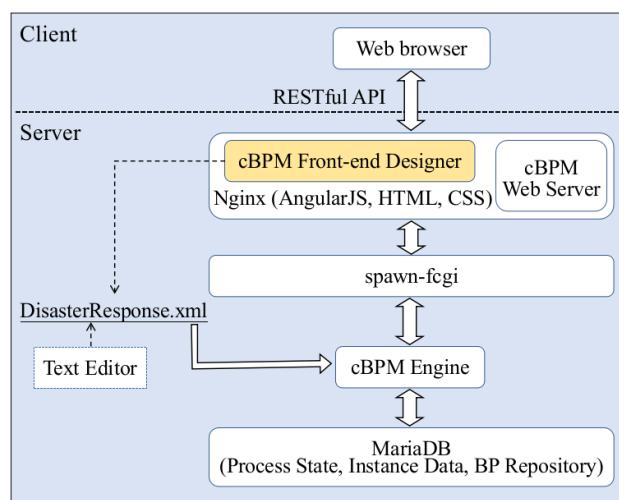 Client
Web browser
RESTful API
Server
cBPM Front-end Designer
cBPM
Web Server
Nginx (AngularJS, HTML, CSS)
spawn-fcgi
DisasterResponse.xml
Text Editor
cBPM Engine
MariaDB
(Process State, Instance Data, BP Repository)